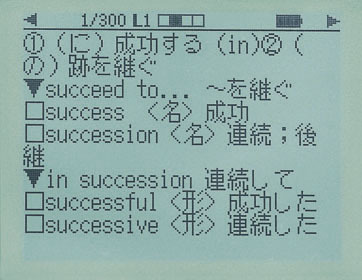 1/300 L1
①(に)成功する(in)②(
の)跡を継ぐ
▼succeed to... ～を継ぐ
□success 〈名〉成功
□succession〈名〉連続;後
継
▼in succession 連続して
□successful〈形〉成功した
□successive〈形〉連続した